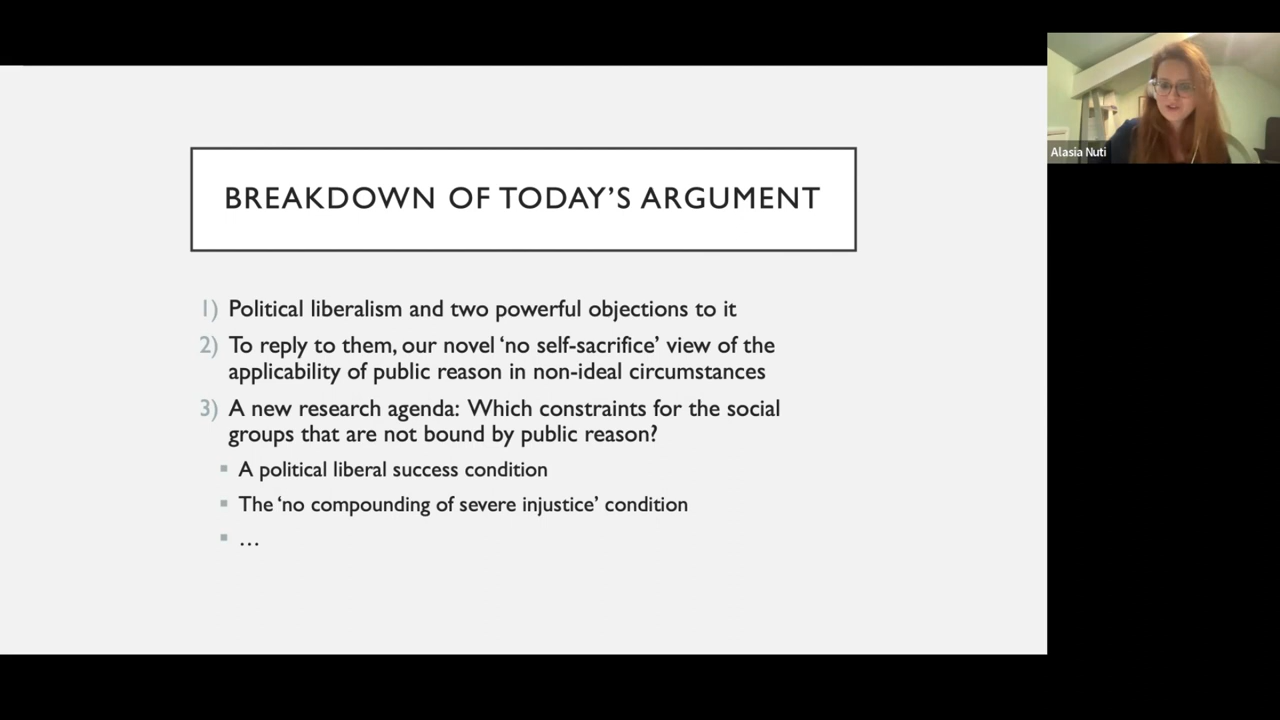 BREAKDOWN OF TODAY'S ARGUMENT
1) Political liberalism and two powerful objections to it
2) To reply to them, our novel 'no self-sacrifice' view of the
applicability of public reason in non-ideal circumstances
3) A new research agenda: Which constraints for the social
groups that are not bound by public reason?
▪ A political liberal success condition
▪ The 'no compounding of severe injustice' condition
▪ …
Alasia Nuti